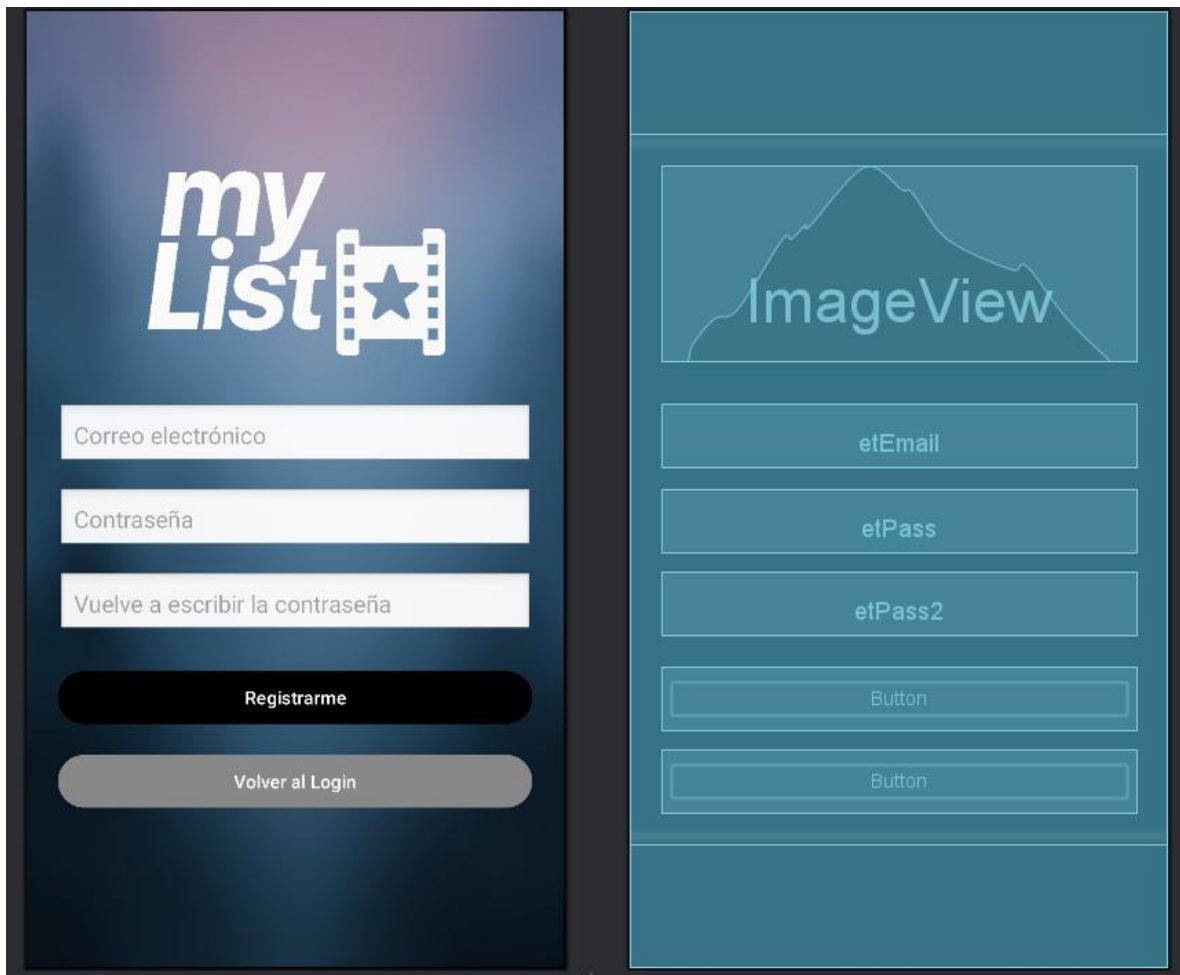 my
List
Correo electrónico
Contraseña
Vuelve a escribir la contraseña
Registrarme
Volver al Login
ImageView
etEmail
etPass
etPass2
Button
Button